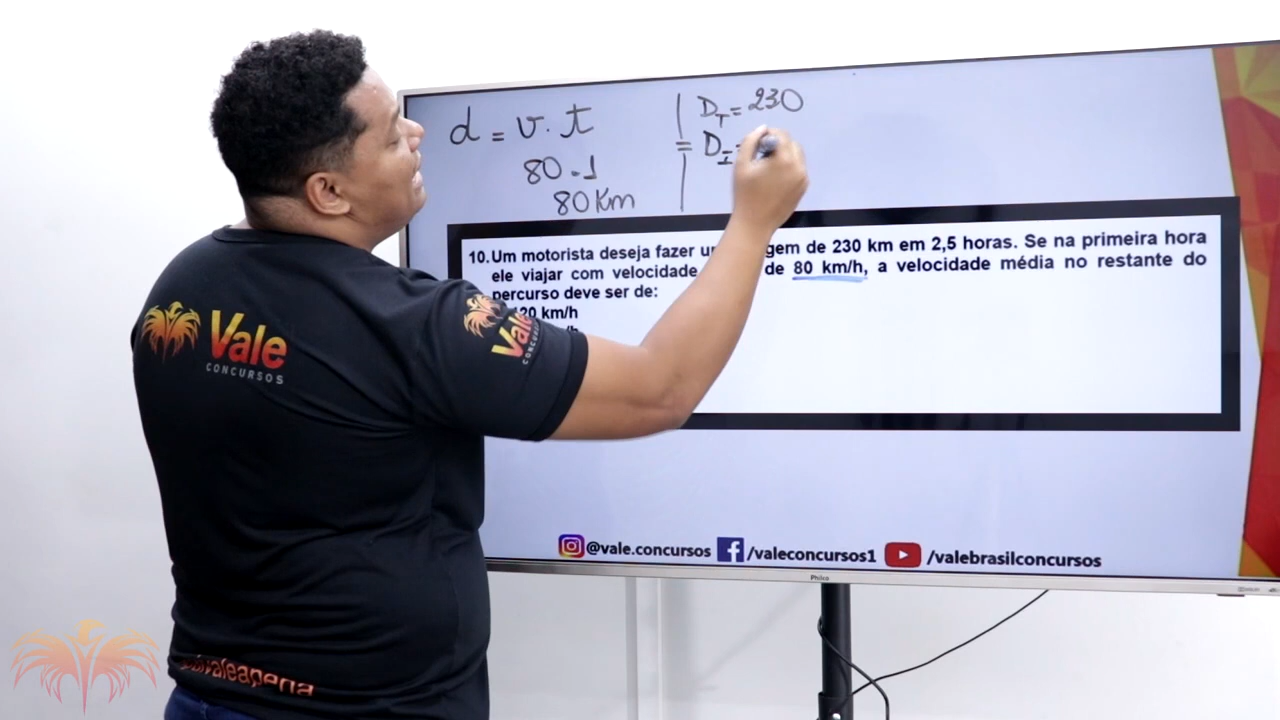 d = v. t
80 . 1
80 Km
D_T = 230
= D_I =
10. Um motorista deseja fazer gem de 230 km em 2,5 horas. Se na primeira hora
ele viajar com velocidade de 80 km/h, a velocidade média no restante do
percurso deve ser de:
120 km/h
Vale
CONCURSOS
Vale
@vale.concursos /valeconcursos1 /valebrasilconcursos
Philco